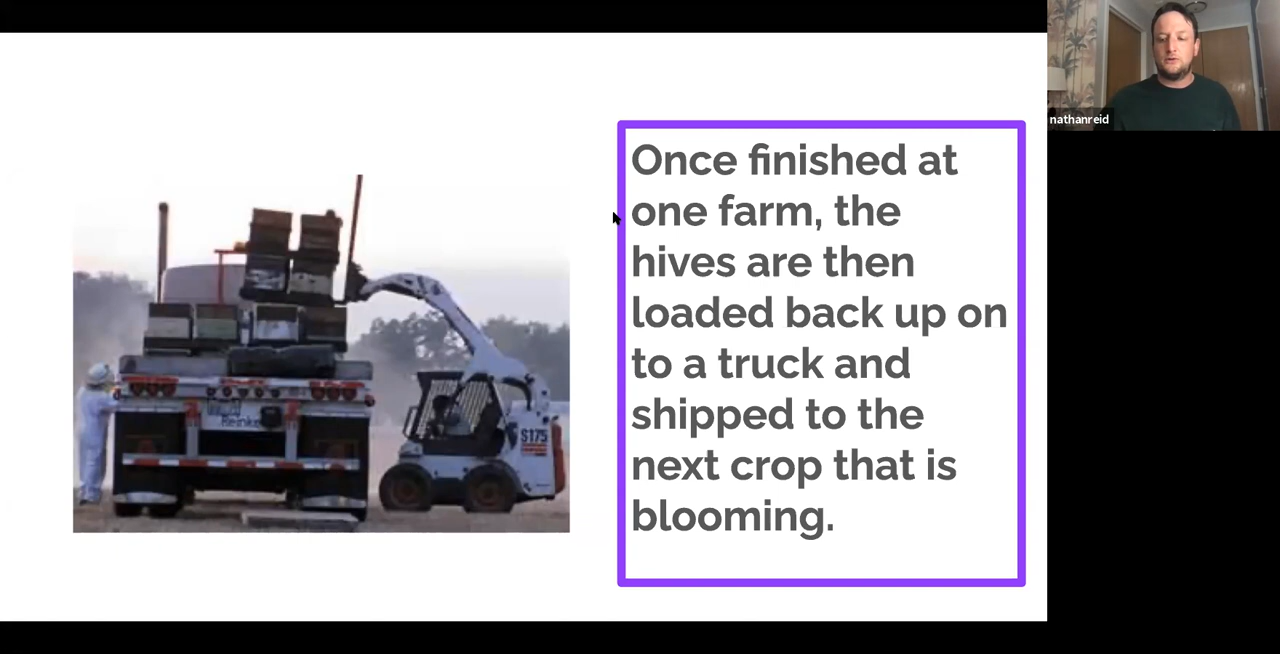 Once finished at
one farm, the
hives are then
loaded back up on
to a truck and
shipped to the
next crop that is
blooming.
nathanreid
Reinke
S175